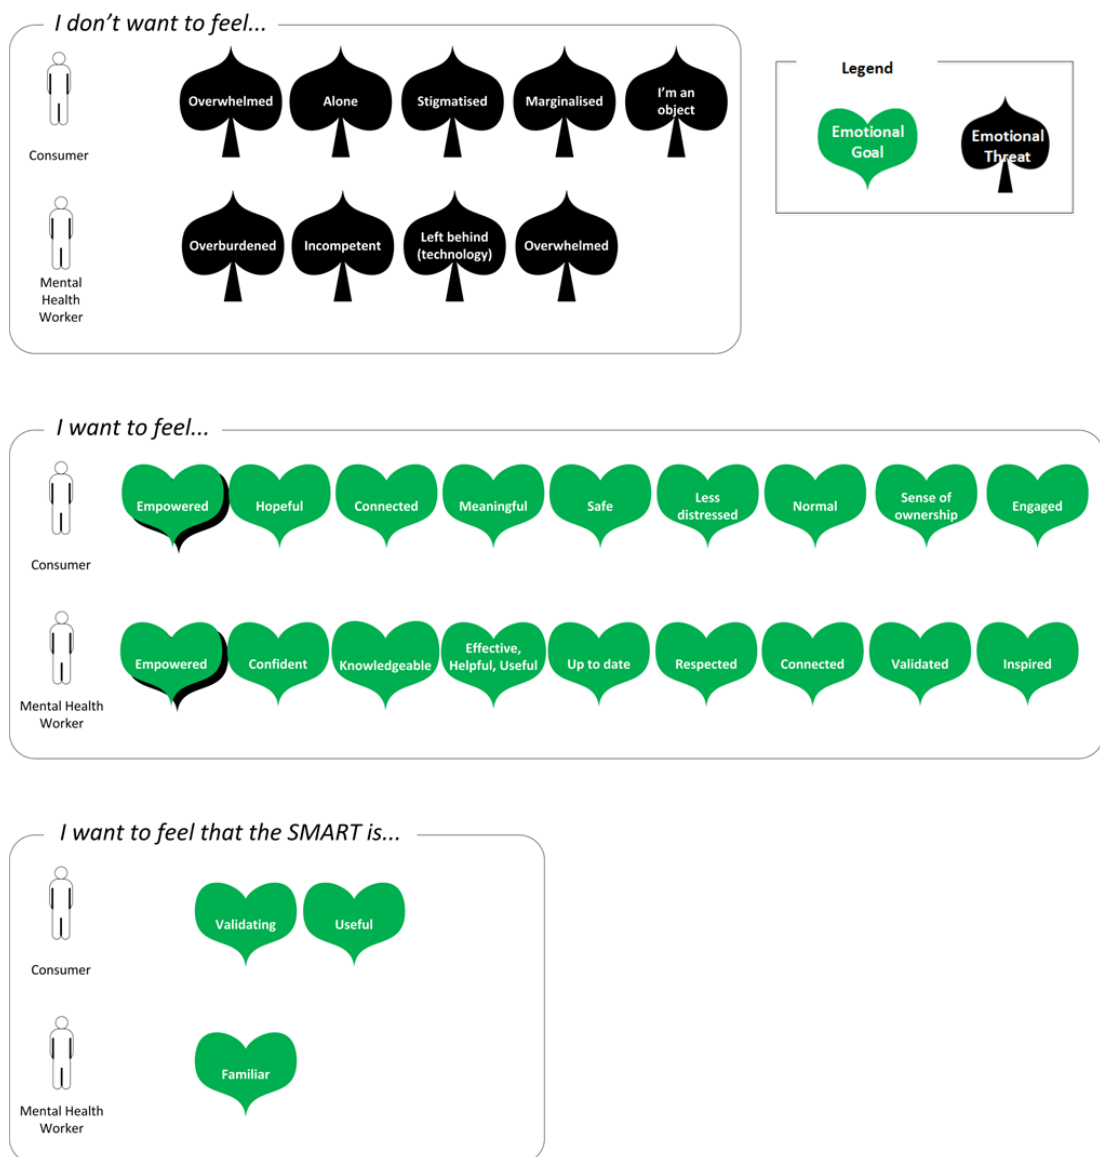 I don't want to feel...
Consumer
Overwhelmed
Alone
Stigmatised
Marginalised
I'm an
object
Mental
Health
Worker
Overburdened
Incompetent
Left behind
(technology)
Overwhelmed
Legend
Emotional
Goal
Emotional
Threat
I want to feel...
Consumer
Empowered
Hopeful
Connected
Meaningful
Safe
Less
distressed
Normal
Sense of
ownership
Engaged
Mental Health
Worker
Empowered
Confident
Knowledgeable
Effective,
Helpful, Useful
Up to date
Respected
Connected
Validated
Inspired
I want to feel that the SMART is...
Consumer
Validating
Useful
Mental Health
Worker
Familiar